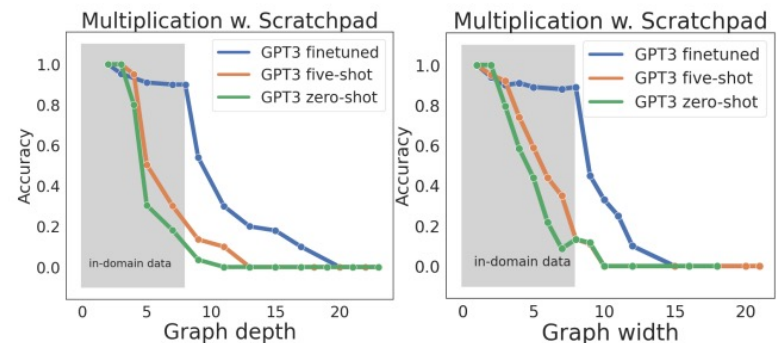 Multiplication w. Scratchpad
GPT3 finetuned
GPT3 five-shot
GPT3 zero-shot
1.0
0.8
0.6
0.4
0.2
0.0
Accuracy
in-domain data
0 5 10 15 20
Graph depth
Multiplication w. Scratchpad
GPT3 finetuned
GPT3 five-shot
GPT3 zero-shot
1.0
0.8
0.6
0.4
0.2
0.0
Accuracy
in-domain data
0 5 10 15 20
Graph width